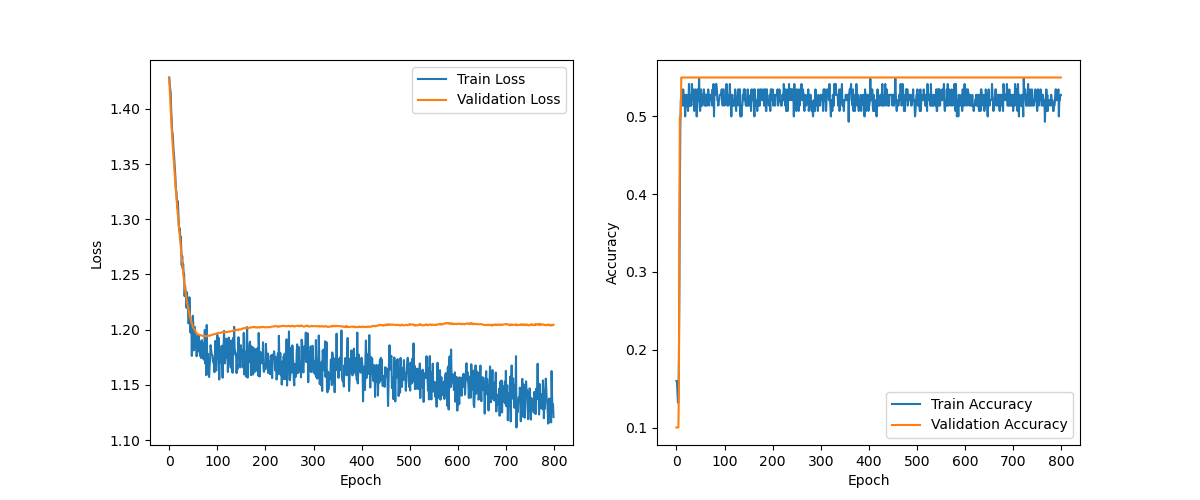 1.40
1.35
1.30
1.25
1.20
1.15
1.10
Loss
0 100 200 300 400 500 600 700 800
Epoch
Train Loss
Validation Loss
0.5
0.4
0.3
0.2
0.1
Accuracy
0 100 200 300 400 500 600 700 800
Epoch
Train Accuracy
Validation Accuracy